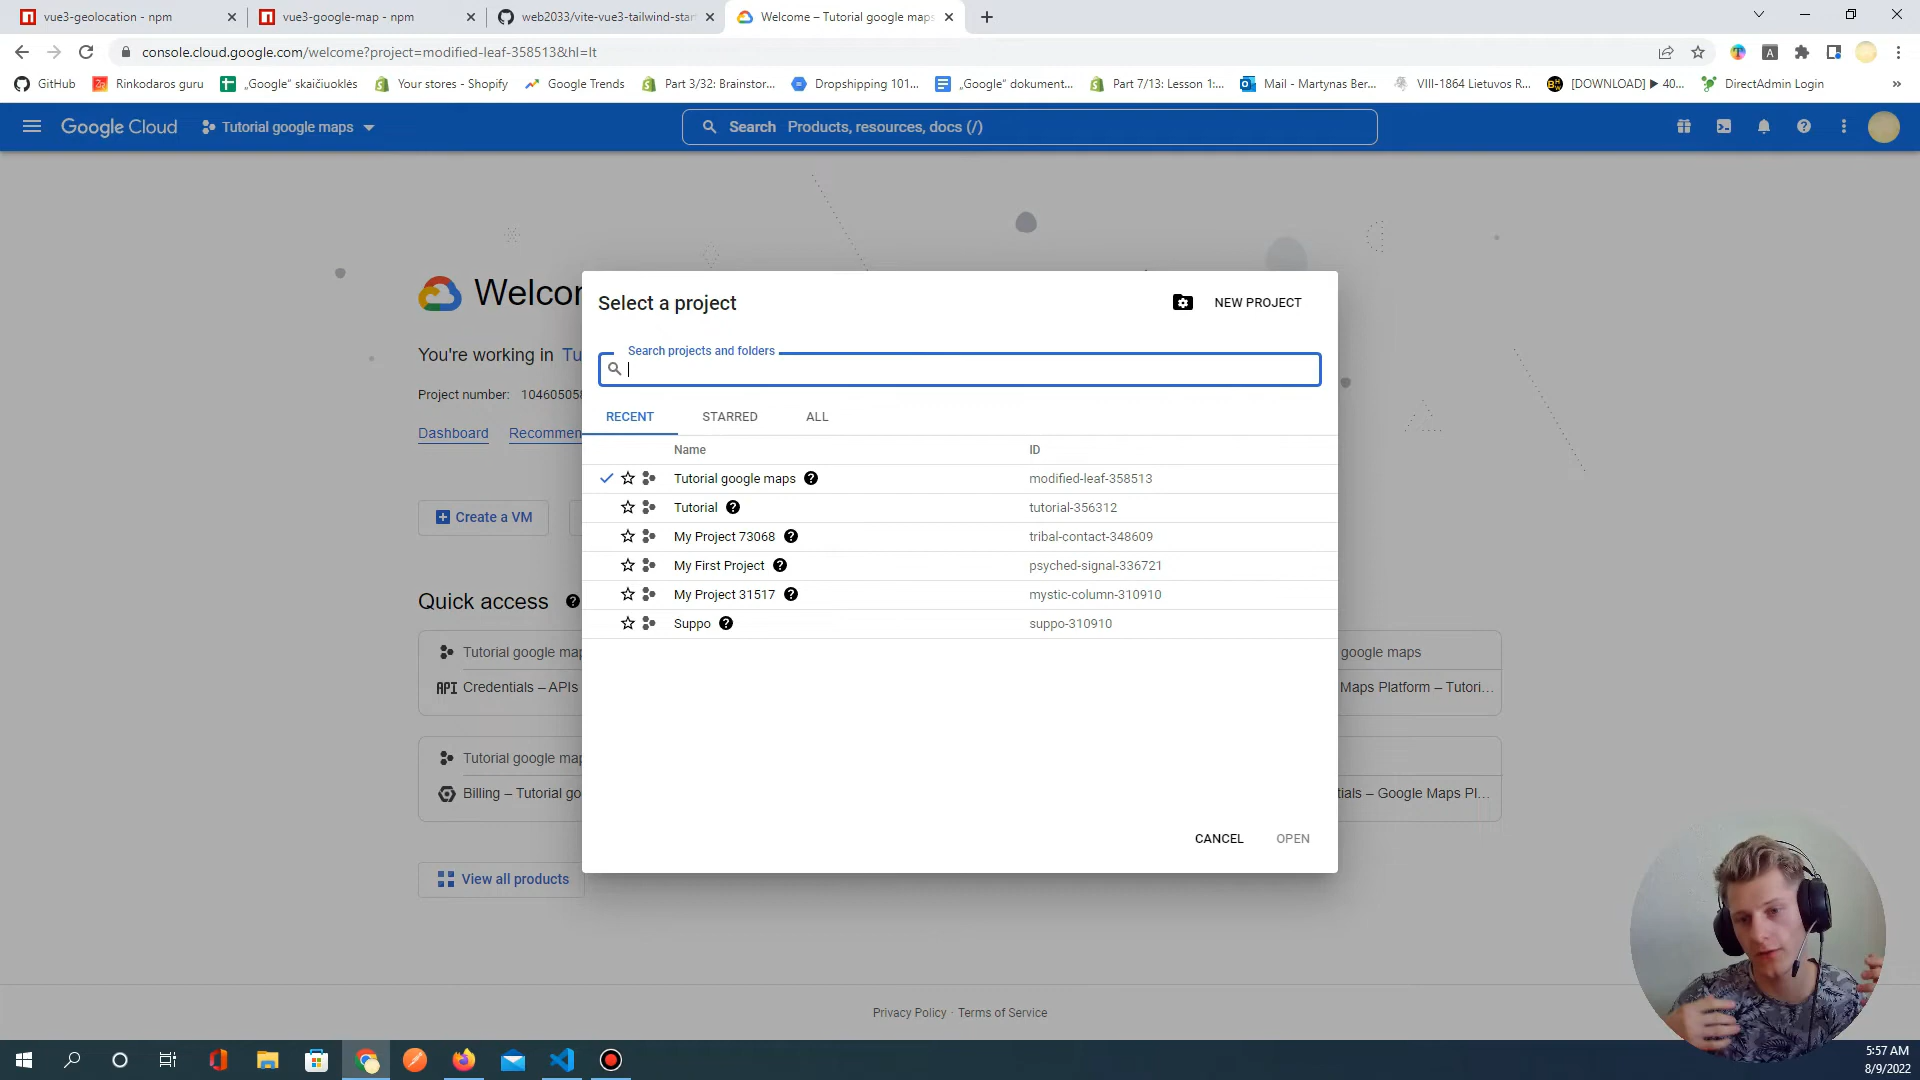 vue3-geolocation - npm
vue3-google-map - npm
web2033/vite-vue3-tailwind-star
Welcome – Tutorial google maps
console.cloud.google.com/welcome?project=modified-leaf-358513&hl=lt
GitHub
Rinkodaros guru
„Google“ skaičiuoklės
Your stores - Shopify
Google Trends
Part 3/32: Brainstor...
Dropshipping 101...
„Google“ dokument...
Part 7/13: Lesson 1:...
Mail - Martynas Ber...
VIII-1864 Lietuvos R...
[DOWNLOAD] ▶ 40...
DirectAdmin Login
»
Google Cloud
Tutorial google maps
Search Products, resources, docs (/)
Welcom
You're working in Tu
Project number: 10460505
Dashboard
Recommen
Create a VM
Quick access
Tutorial google map
API Credentials – APIs
google maps
Maps Platform – Tutori...
Tutorial google map
Billing – Tutorial go
tials – Google Maps Pl...
View all products
Select a project
NEW PROJECT
Search projects and folders
RECENT
STARRED
ALL
Name ID
Tutorial google maps modified-leaf-358513
Tutorial tutorial-356312
My Project 73068 tribal-contact-348609
My First Project psyched-signal-336721
My Project 31517 mystic-column-310910
Suppo suppo-310910
CANCEL
OPEN
Privacy Policy · Terms of Service
5:57 AM
8/9/2022